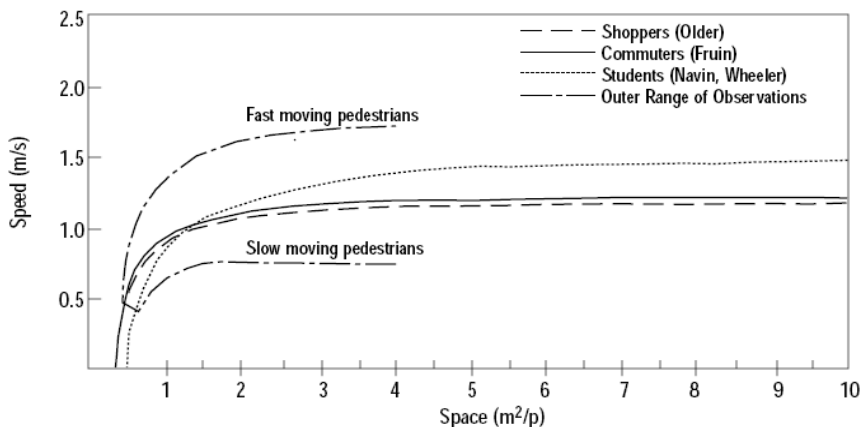 2.5
Shoppers (Older)
Commuters (Fruin)
Students (Navin, Wheeler)
Outer Range of Observations
2.0
Fast moving pedestrians
1.5
Speed (m/s)
1.0
Slow moving pedestrians
0.5
1 2 3 4 5 6 7 8 9 10
Space (m²/p)